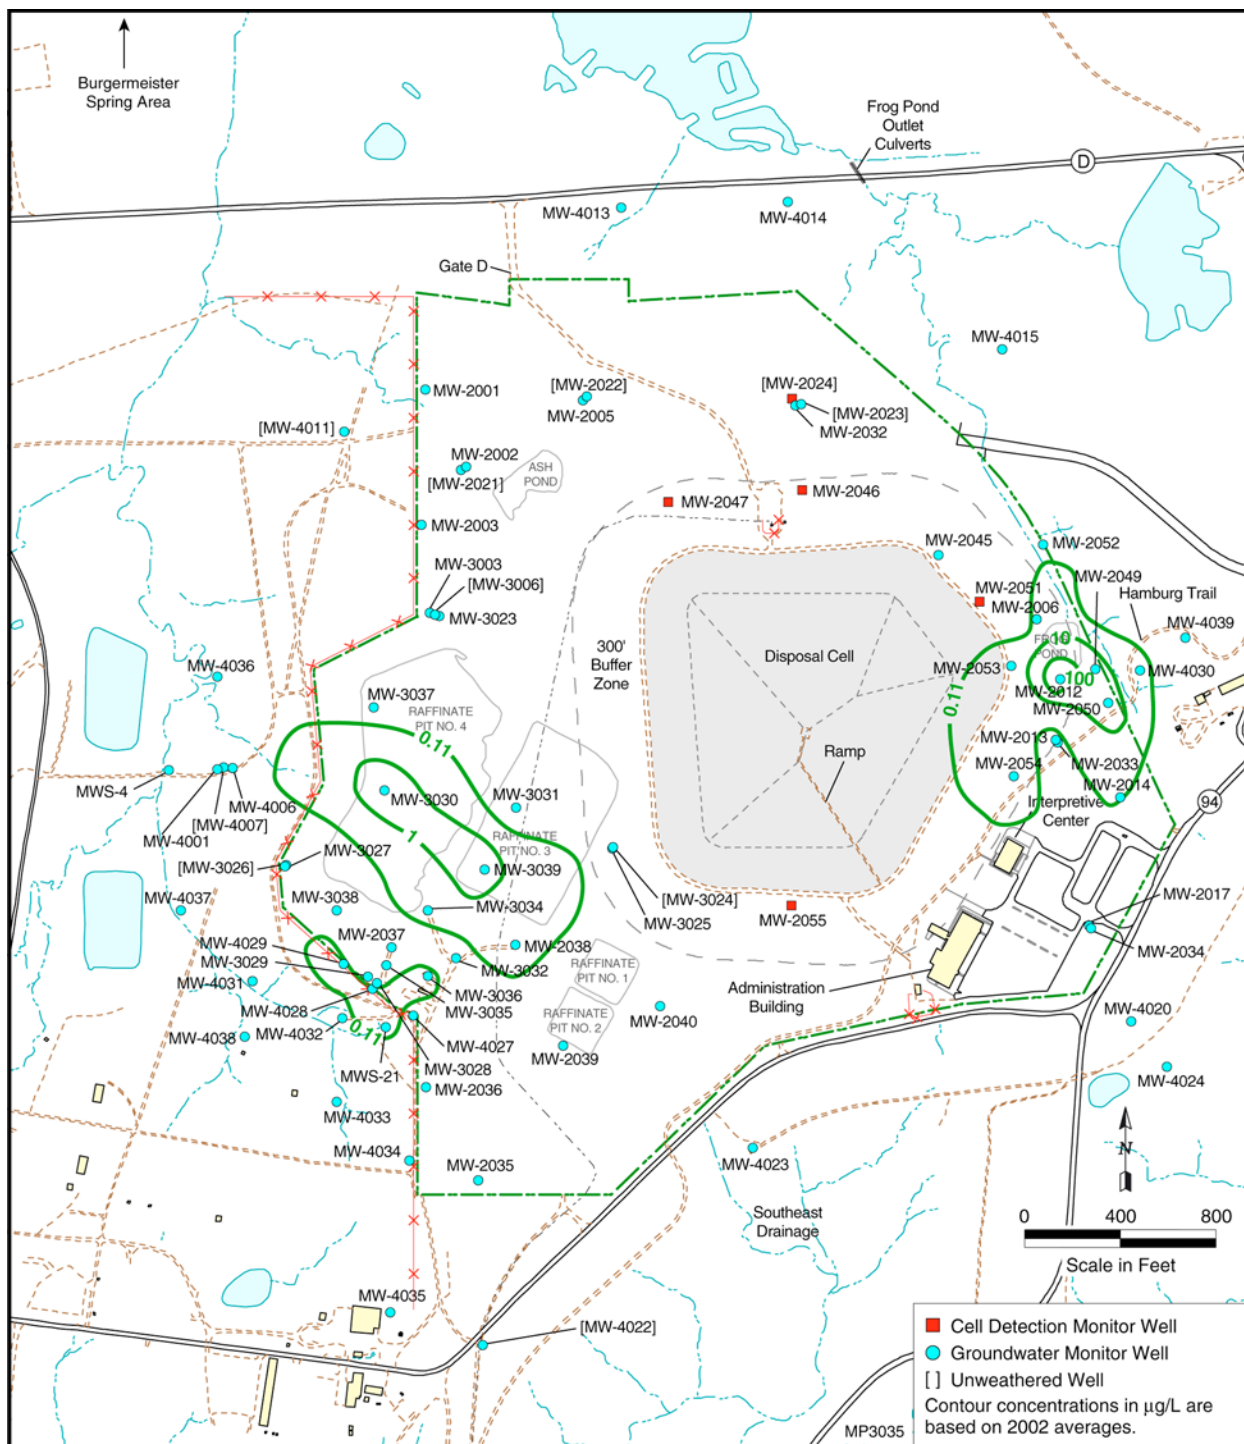 Burgermeister
Spring Area
Frog Pond
Outlet
Culverts
D
MW-4013
MW-4014
Gate D
MW-4015
MW-2001
[MW-2022]
MW-2005
[MW-2024]
[MW-2023]
MW-2032
[MW-4011]
MW-2002
[MW-2021]
ASH
POND
MW-2047
MW-2046
MW-2003
MW-2045
MW-2052
MW-3003
[MW-3006]
MW-3023
MW-2051
MW-2006
MW-2049
Hamburg Trail
MW-4039
300'
Buffer
Zone
Disposal Cell
FROG
POND
10
MW-2053
100
MW-4030
MW-2012
MW-2050
0.11
MW-4036
MW-3037
RAFFINATE
PIT NO. 4
0.11
Ramp
MW-2013
MW-2033
MW-2054
MW-2014
MWS-4
MW-4006
[MW-4007]
MW-4001
MW-3030
MW-3031
1
RAFFINATE
PIT NO. 3
Interpretive
Center
94
[MW-3026]
MW-3027
MW-3039
[MW-3024]
MW-3025
MW-2055
MW-2017
MW-2034
MW-4037
MW-3038
MW-3034
MW-2037
MW-2038
MW-4029
MW-3029
MW-4031
MW-3032
RAFFINATE
PIT NO. 1
MW-3036
MW-3035
MW-4028
MW-4032
0.11
MW-4038
MW-4027
MW-3028
MWS-21
RAFFINATE
PIT NO. 2
MW-2040
MW-2039
Administration
Building
MW-4020
MW-4024
MW-2036
MW-4033
MW-4034
MW-2035
MW-4023
Southeast
Drainage
N
0 400 800
Scale in Feet
MW-4035
[MW-4022]
Cell Detection Monitor Well
Groundwater Monitor Well
[ ] Unweathered Well
Contour concentrations in μg/L are
based on 2002 averages.
MP3035